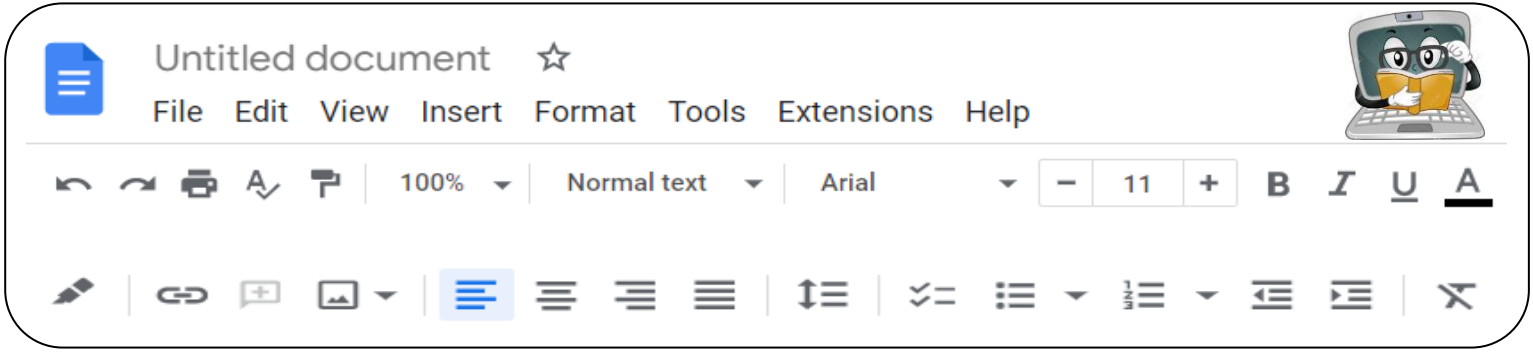 Untitled document
File Edit View Insert Format Tools Extensions Help
100% Normal text Arial − 11 + B I U A